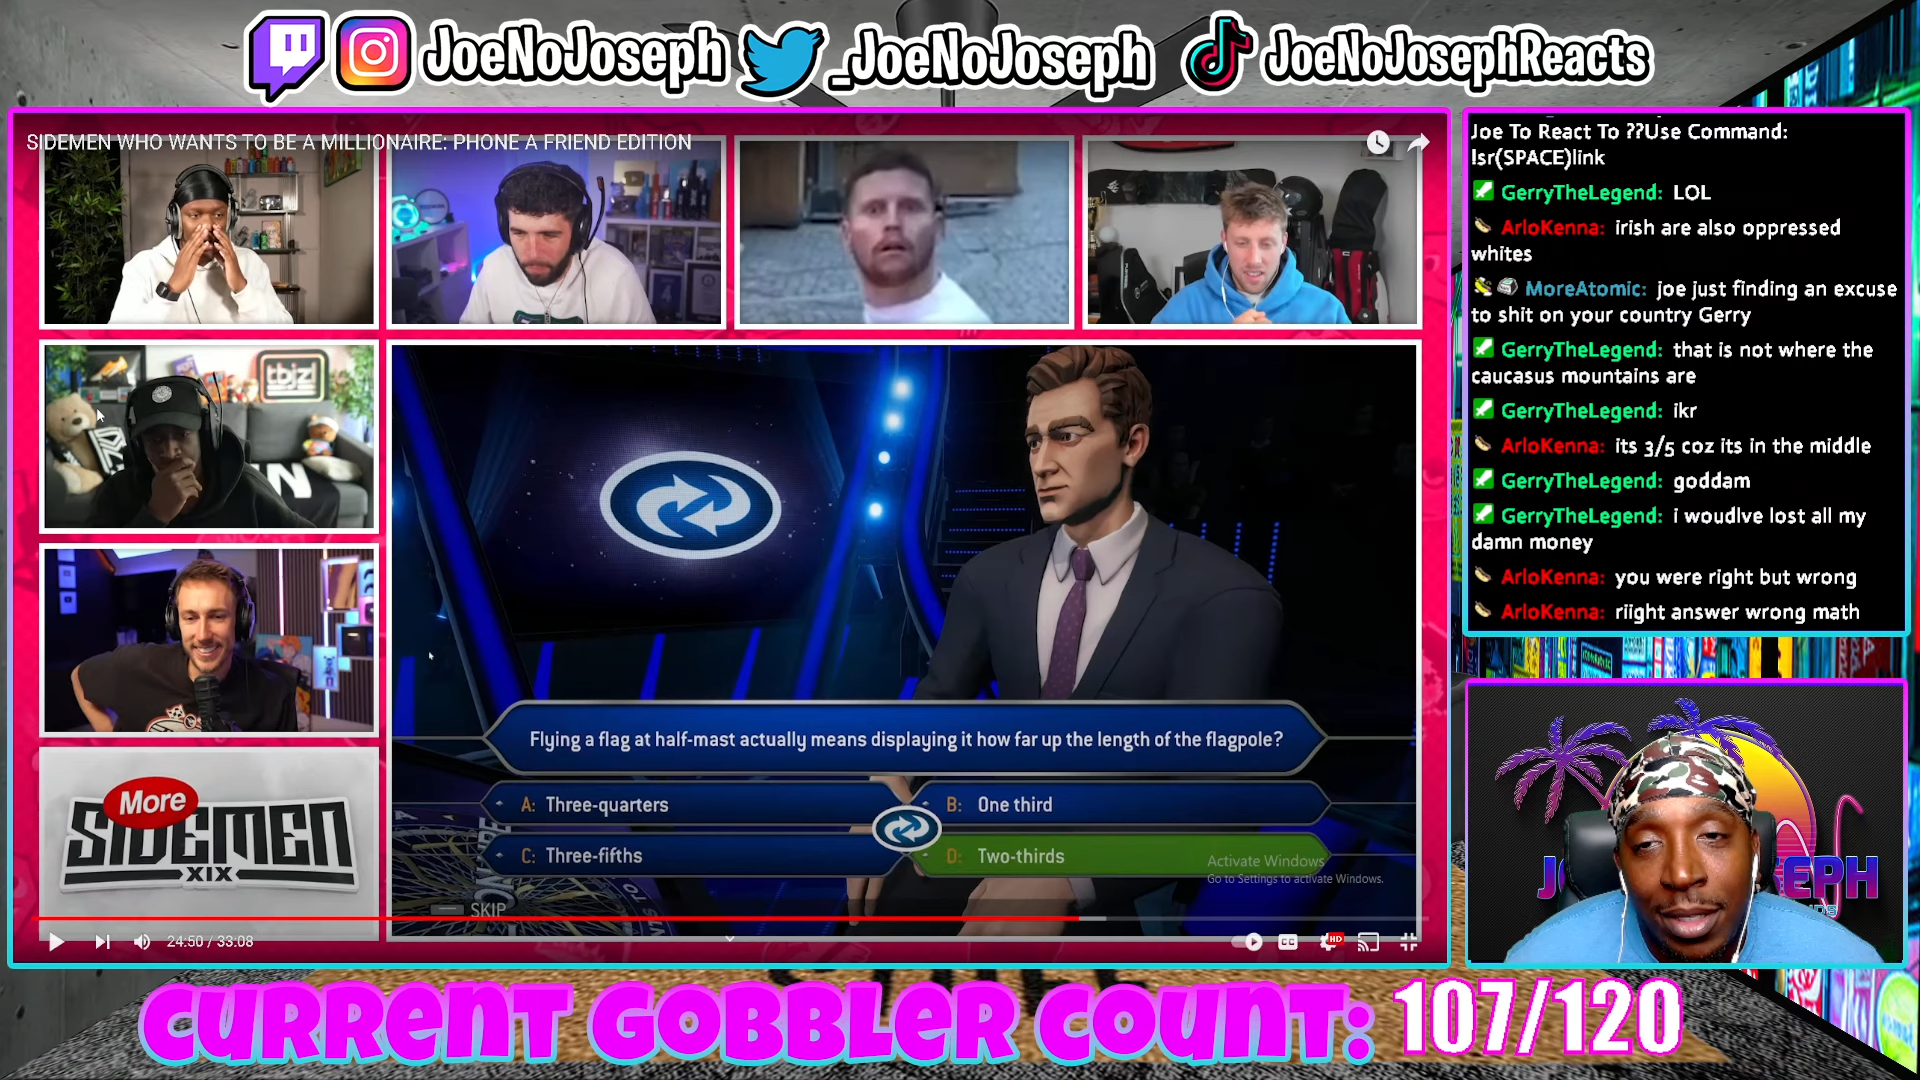 JoeNoJoseph
_JoeNoJoseph
JoeNoJosephReacts
SIDEMEN WHO WANTS TO BE A MILLIONAIRE: PHONE A FRIEND EDITION
tbjzl
More
SIDEMEN
XIX
Flying a flag at half-mast actually means displaying it how far up the length of the flagpole?
A: Three-quarters
B: One third
C: Three-fifths
D: Two-thirds
Activate Windows
Go to Settings to activate Windows.
SKIP
24:50 / 33:08
CC
HD
Joe To React To ??Use Command:
!sr(SPACE)link
GerryTheLegend: LOL
ArloKenna: irish are also oppressed
whites
MoreAtomic: joe just finding an excuse
to shit on your country Gerry
GerryTheLegend: that is not where the
caucasus mountains are
GerryTheLegend: ikr
ArloKenna: its 3/5 coz its in the middle
GerryTheLegend: goddam
GerryTheLegend: i woudlve lost all my
damn money
ArloKenna: you were right but wrong
ArloKenna: riight answer wrong math
CURRENT GOBBLER COUNT: 107/120